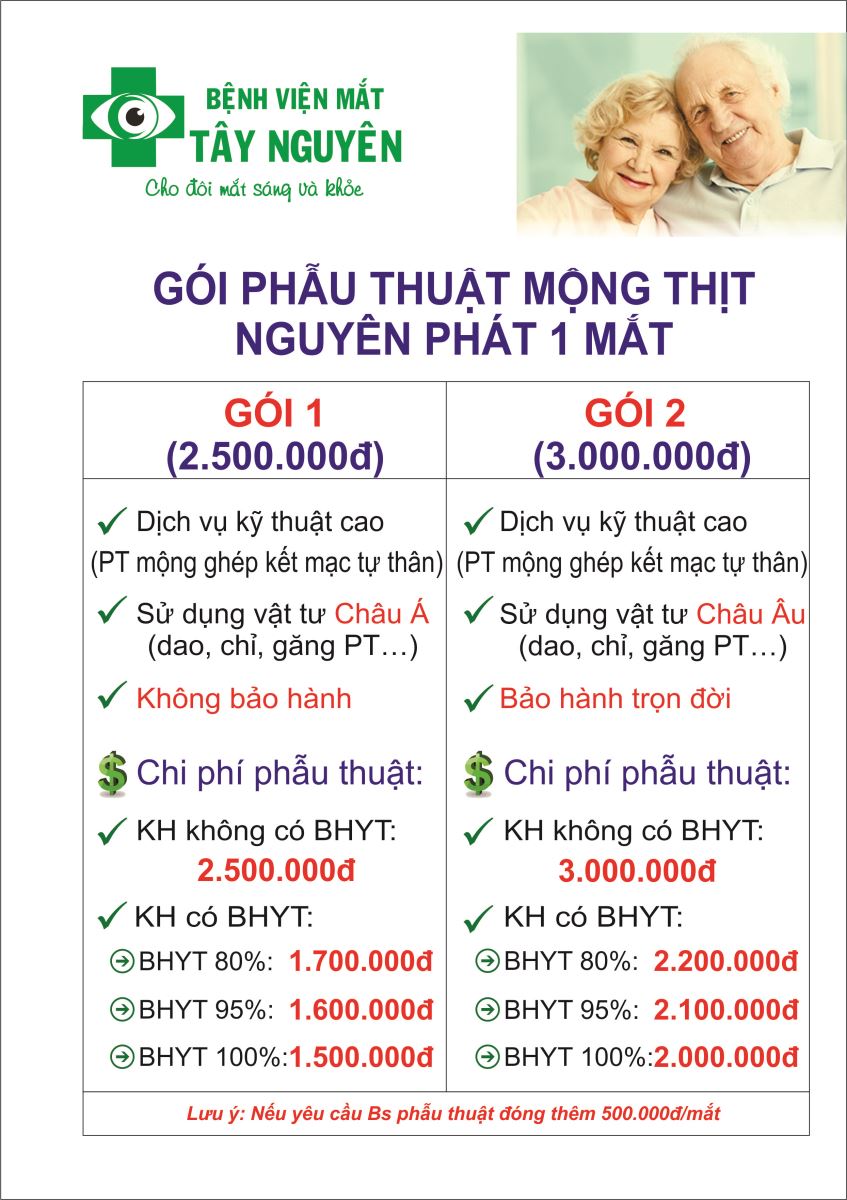 BỆNH VIỆN MẮT
TÂY NGUYÊN
Cho đôi mắt sáng và khỏe
GÓI PHẪU THUẬT MỘNG THỊT
NGUYÊN PHÁT 1 MẮT
GÓI 1
(2.500.000đ)
Dịch vụ kỹ thuật cao
(PT mộng ghép kết mạc tự thân)
Sử dụng vật tư Châu Á
(dao, chỉ, găng PT...)
Không bảo hành
$ Chi phí phẫu thuật:
KH không có BHYT:
2.500.000đ
KH có BHYT:
BHYT 80%: 1.700.000đ
BHYT 95%: 1.600.000đ
BHYT 100%: 1.500.000đ
GÓI 2
(3.000.000đ)
Dịch vụ kỹ thuật cao
(PT mộng ghép kết mạc tự thân)
Sử dụng vật tư Châu Âu
(dao, chỉ, găng PT...)
Bảo hành trọn đời
$ Chi phí phẫu thuật:
KH không có BHYT:
3.000.000đ
KH có BHYT:
BHYT 80%: 2.200.000đ
BHYT 95%: 2.100.000đ
BHYT 100%: 2.000.000đ
Lưu ý: Nếu yêu cầu Bs phẫu thuật đóng thêm 500.000đ/mắt